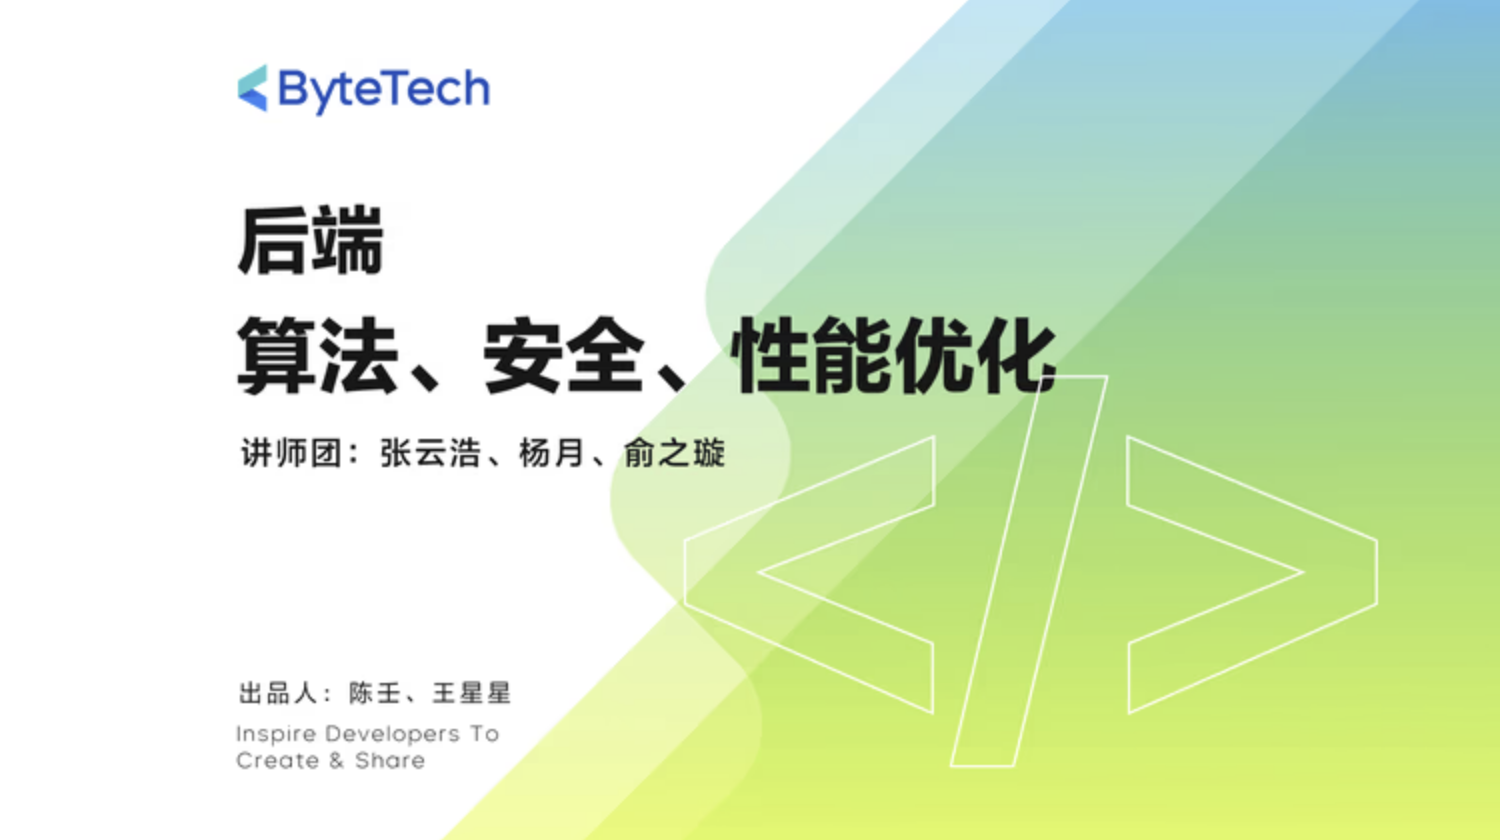 ByteTech
后端
算法、安全、性能优化
讲师团：张云浩、杨月、俞之璇
出品人：陈壬、王星星
Inspire Developers To
Create & Share